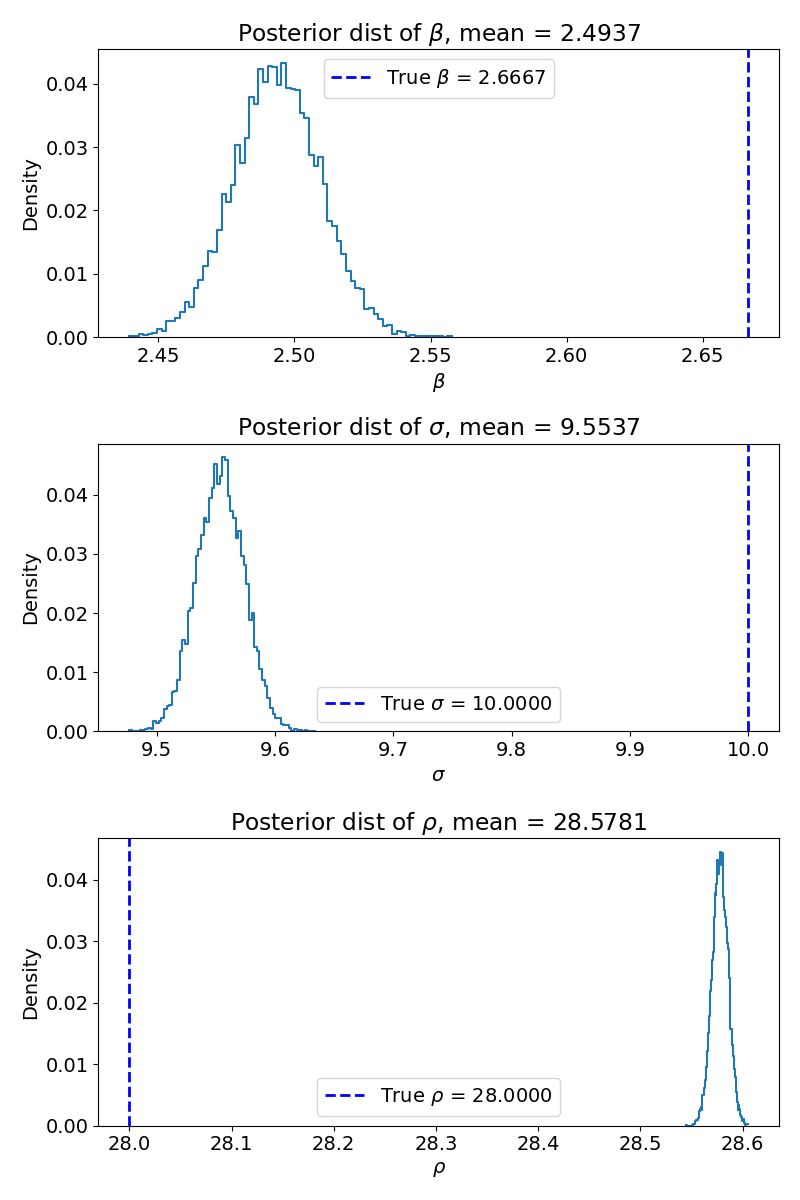 Posterior dist of β, mean = 2.4937
True β = 2.6667
Density
0.04
0.03
0.02
0.01
0.00
2.45 2.50 2.55 2.60 2.65
β
Posterior dist of σ, mean = 9.5537
Density
0.04
0.03
0.02
0.01
0.00
True σ = 10.0000
9.5 9.6 9.7 9.8 9.9 10.0
σ
Posterior dist of ρ, mean = 28.5781
Density
0.04
0.03
0.02
0.01
0.00
True ρ = 28.0000
28.0 28.1 28.2 28.3 28.4 28.5 28.6
ρ